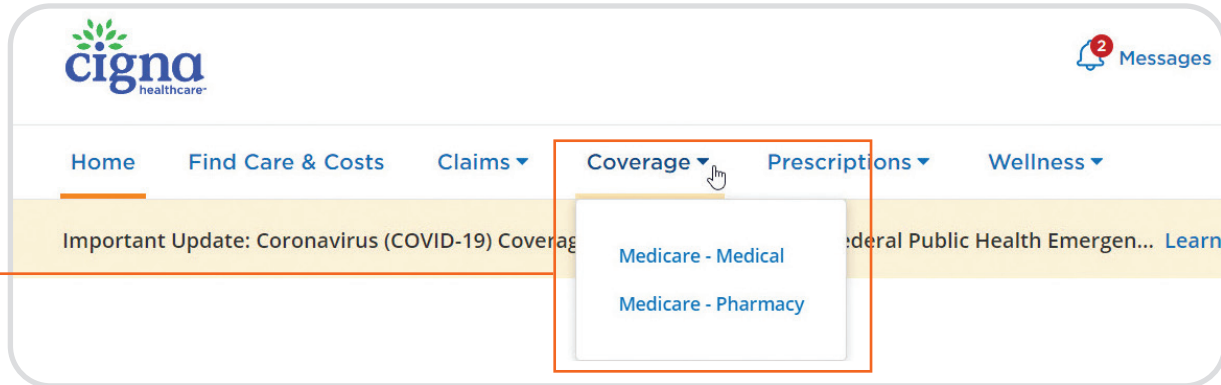 cigna
healthcare
2
Messages
Home Find Care & Costs Claims Coverage Prescriptions Wellness
Important Update: Coronavirus (COVID-19) Coverag ederal Public Health Emergen... Learn
Medicare - Medical
Medicare - Pharmacy